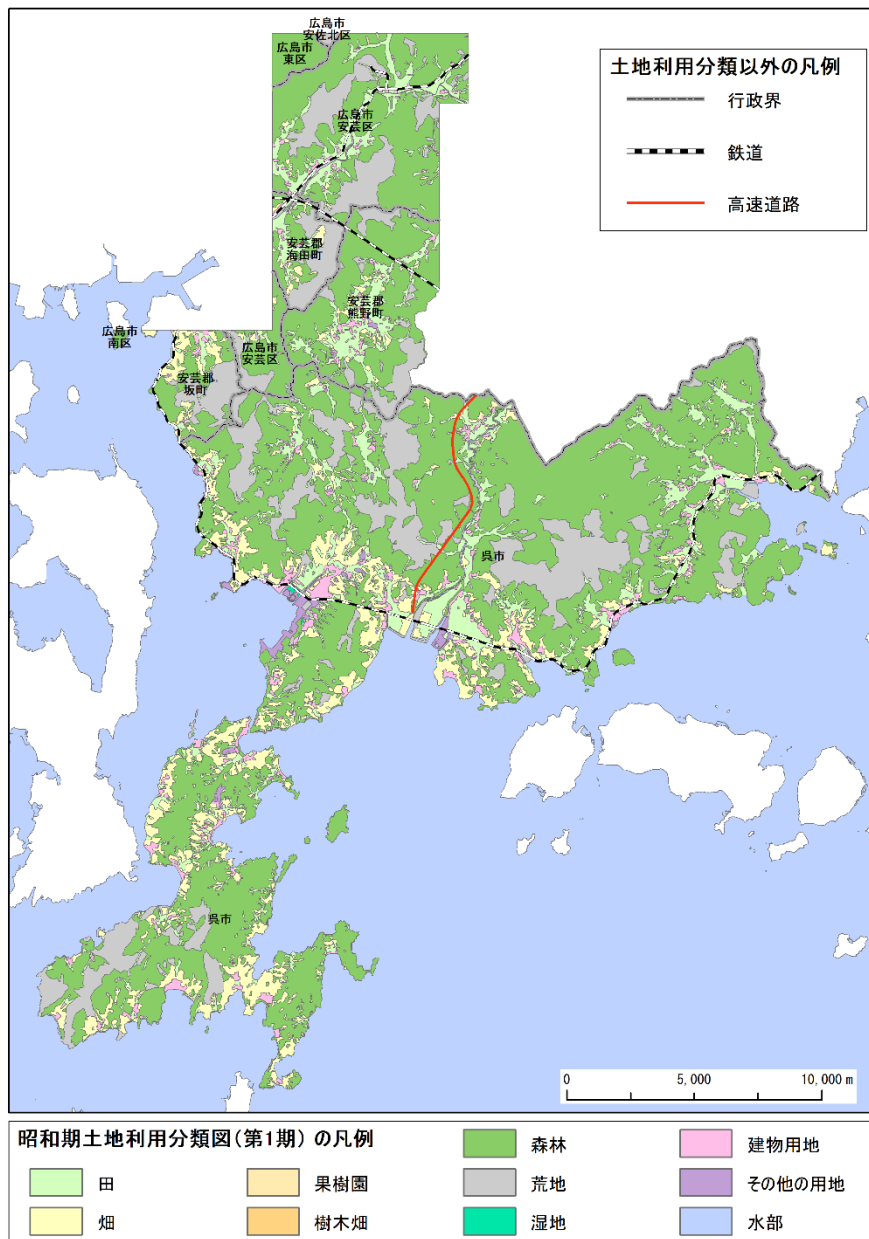 広島市
安佐北区
広島市
東区
広島市
安芸区
安芸郡
海田町
安芸郡
熊野町
広島市
南区
広島市
安芸区
安芸郡
坂町
呉市
呉市
土地利用分類以外の凡例
行政界
鉄道
高速道路
0 5,000 10,000 m
昭和期土地利用分類図(第1期) の凡例
田
畑
果樹園
樹木畑
森林
荒地
湿地
建物用地
その他の用地
水部